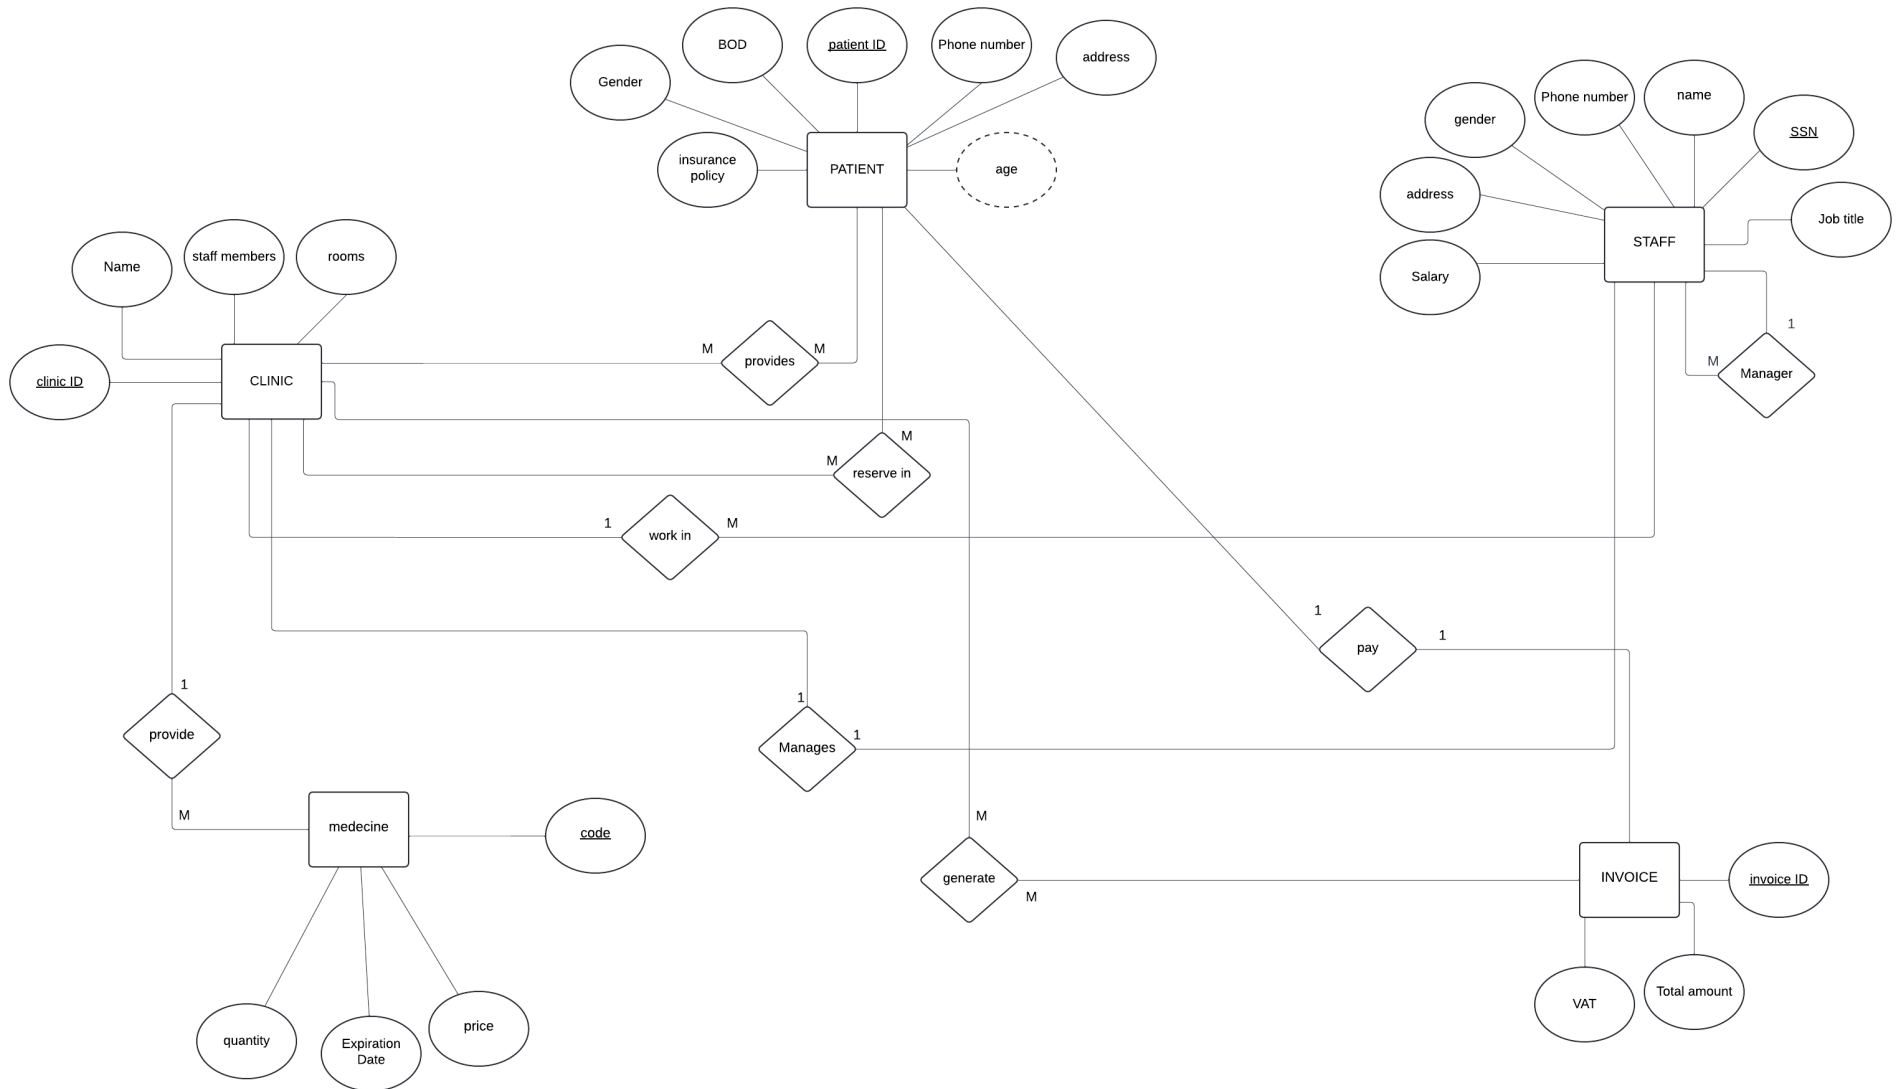 BOD
patient ID
Phone number
address
Gender
insurance
policy
PATIENT
age
Phone number
name
gender
SSN
address
Job title
STAFF
Salary
1
M
Manager
Name
staff members
rooms
clinic ID
CLINIC
M
provides
M
M
M
reserve in
1
work in
M
1
pay
1
1
provide
M
1
Manages
1
medecine
code
quantity
Expiration
Date
price
M
generate
M
INVOICE
invoice ID
VAT
Total amount